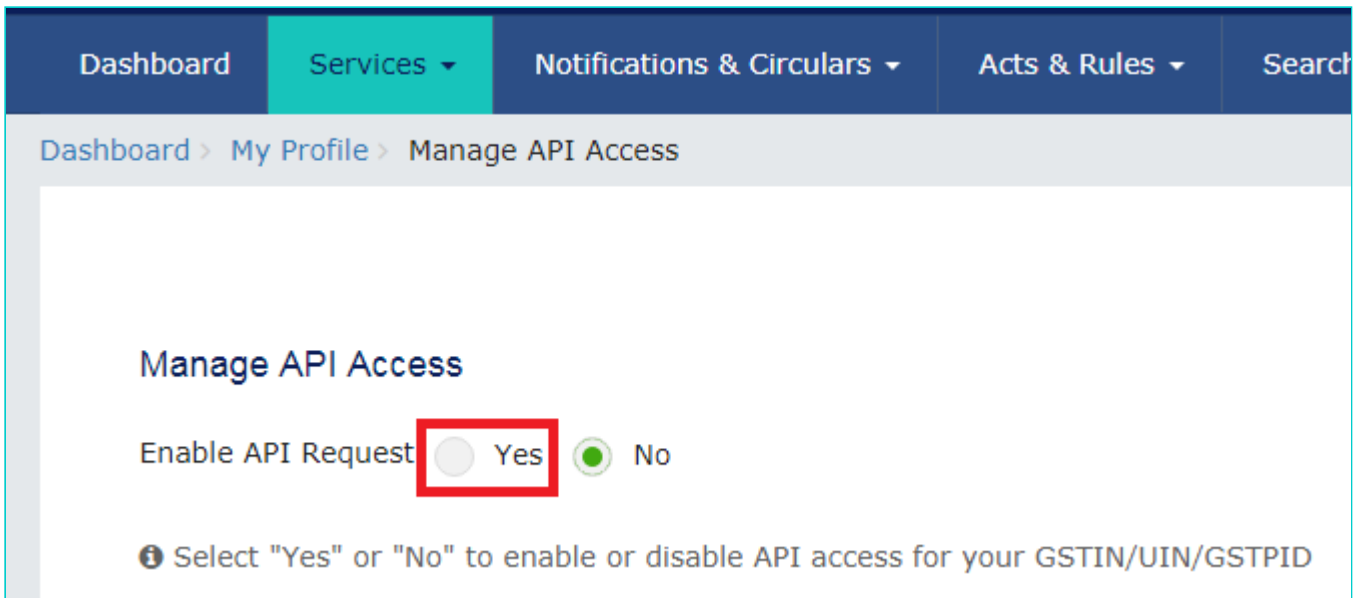 Dashboard Services Notifications & Circulars Acts & Rules Search
Dashboard > My Profile > Manage API Access
Manage API Access
Enable API Request Yes No
Select "Yes" or "No" to enable or disable API access for your GSTIN/UIN/GSTPID